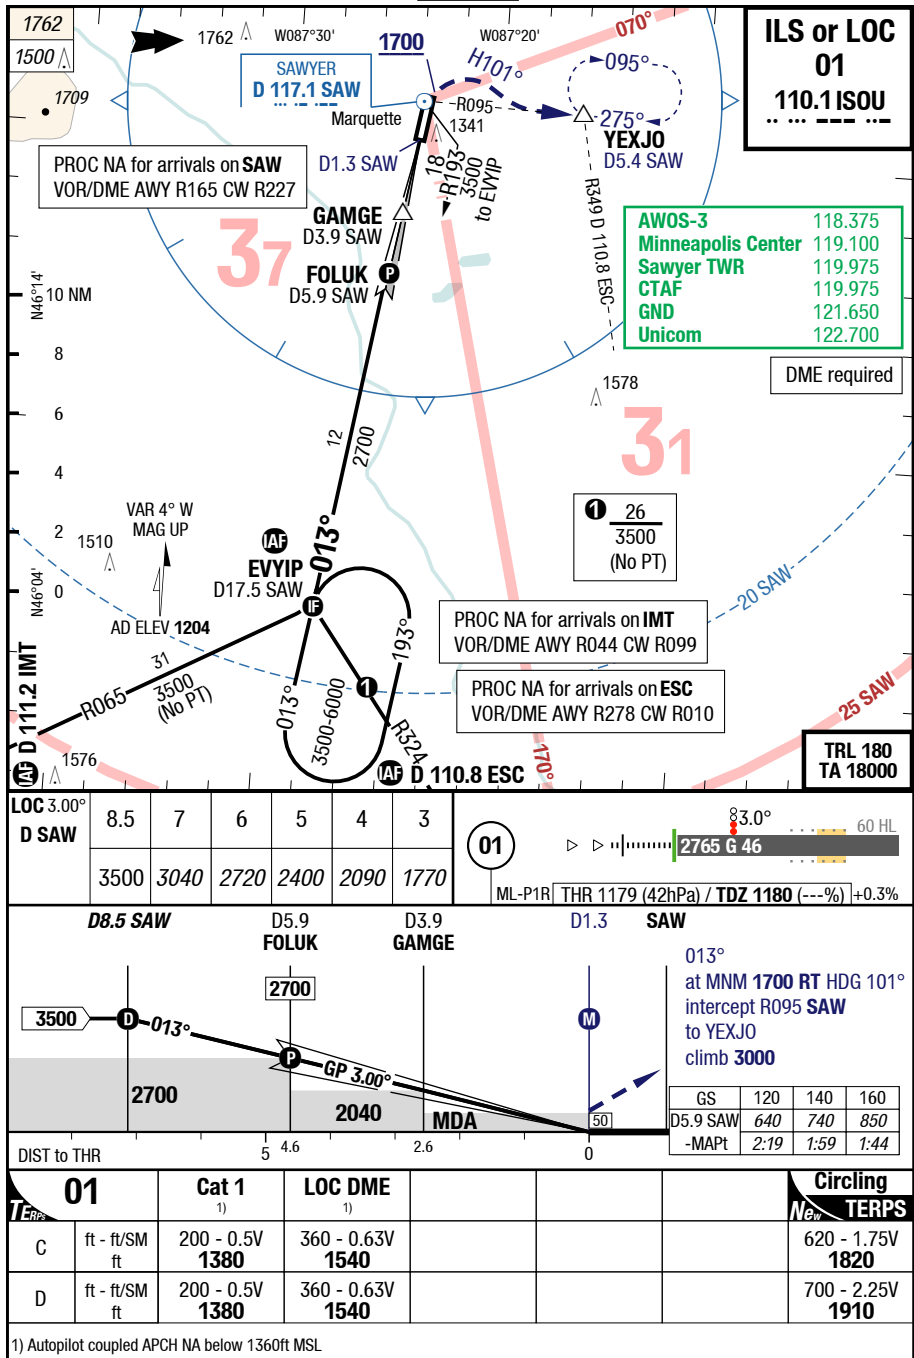 1762
1500
1709
1762
W087°30'
W087°20'
1700
070°
SAWYER
D 117.1 SAW
Marquette
H101°
R095
095°
275°
YEXJO
D5.4 SAW
1341
D1.3 SAW
18
R193
3500
to EVYIP
ILS or LOC
01
110.1 ISOU
PROC NA for arrivals on SAW
VOR/DME AWY R165 CW R227
GAMGE
D3.9 SAW
37
FOLUK
D5.9 SAW
P
R349 D 110.8 ESC
AWOS-3 118.375
Minneapolis Center 119.100
Sawyer TWR 119.975
CTAF 119.975
GND 121.650
Unicom 122.700
DME required
N46°14'
10 NM
8
6
4
2
0
N46°04'
1578
31
12
2700
013°
VAR 4° W
MAG UP
1510
AD ELEV 1204
IAF
EVYIP
D17.5 SAW
IF
1 26
3500
(No PT)
20 SAW
PROC NA for arrivals on IMT
VOR/DME AWY R044 CW R099
PROC NA for arrivals on ESC
VOR/DME AWY R278 CW R010
R065
31
3500
(No PT)
013°
193°
3500-6000
1
R324
170°
25 SAW
IAF D 111.2 IMT
1576
IAF D 110.8 ESC
TRL 180
TA 18000
LOC 3.00°
D SAW 8.5 7 6 5 4 3
3500 3040 2720 2400 2090 1770
01
3.0°
60 HL
2765 G 46
ML-P1R THR 1179 (42hPa) / TDZ 1180 (---%) +0.3%
D8.5 SAW
D5.9
FOLUK
D3.9
GAMGE
D1.3
SAW
2700
3500
D
013°
P
GP 3.00°
M
2700
2040
MDA
50
013°
at MNM 1700 RT HDG 101°
intercept R095 SAW
to YEXJO
climb 3000
GS 120 140 160
D5.9 SAW 640 740 850
-MAPt 2:19 1:59 1:44
DIST to THR
5 4.6 2.6 0
TERPS 01 Cat 1 1) LOC DME 1) Circling New TERPS
C ft - ft/SM 200 - 0.5V 360 - 0.63V 620 - 1.75V
ft 1380 1540 1820
D ft - ft/SM 200 - 0.5V 360 - 0.63V 700 - 2.25V
ft 1380 1540 1910
1) Autopilot coupled APCH NA below 1360ft MSL